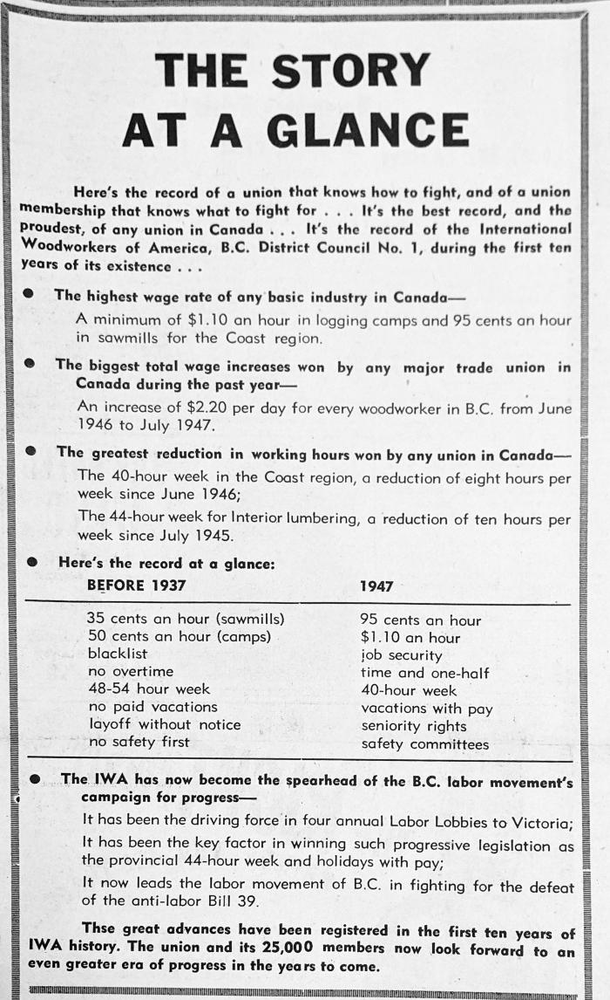 THE STORY
AT A GLANCE
Here's the record of a union that knows how to fight, and of a union
membership that knows what to fight for . . . It's the best record, and the
proudest, of any union in Canada . . . It's the record of the International
Woodworkers of America, B.C. District Council No. 1, during the first ten
years of its existence . . .
● The highest wage rate of any basic industry in Canada—
A minimum of $1.10 an hour in logging camps and 95 cents an hour
in sawmills for the Coast region.
● The biggest total wage increases won by any major trade union in
Canada during the past year—
An increase of $2.20 per day for every woodworker in B.C. from June
1946 to July 1947.
● The greatest reduction in working hours won by any union in Canada—
The 40-hour week in the Coast region, a reduction of eight hours per
week since June 1946;
The 44-hour week for Interior lumbering, a reduction of ten hours per
week since July 1945.
● Here's the record at a glance:
BEFORE 1937 1947
35 cents an hour (sawmills) 95 cents an hour
50 cents an hour (camps) $1.10 an hour
blacklist job security
no overtime time and one-half
48-54 hour week 40-hour week
no paid vacations vacations with pay
layoff without notice seniority rights
no safety first safety committees
● The IWA has now become the spearhead of the B.C. labor movement's
campaign for progress—
It has been the driving force in four annual Labor Lobbies to Victoria;
It has been the key factor in winning such progressive legislation as
the provincial 44-hour week and holidays with pay;
It now leads the labor movement of B.C. in fighting for the defeat
of the anti-labor Bill 39.
Thse great advances have been registered in the first ten years of
IWA history. The union and its 25,000 members now look forward to an
even greater era of progress in the years to come.